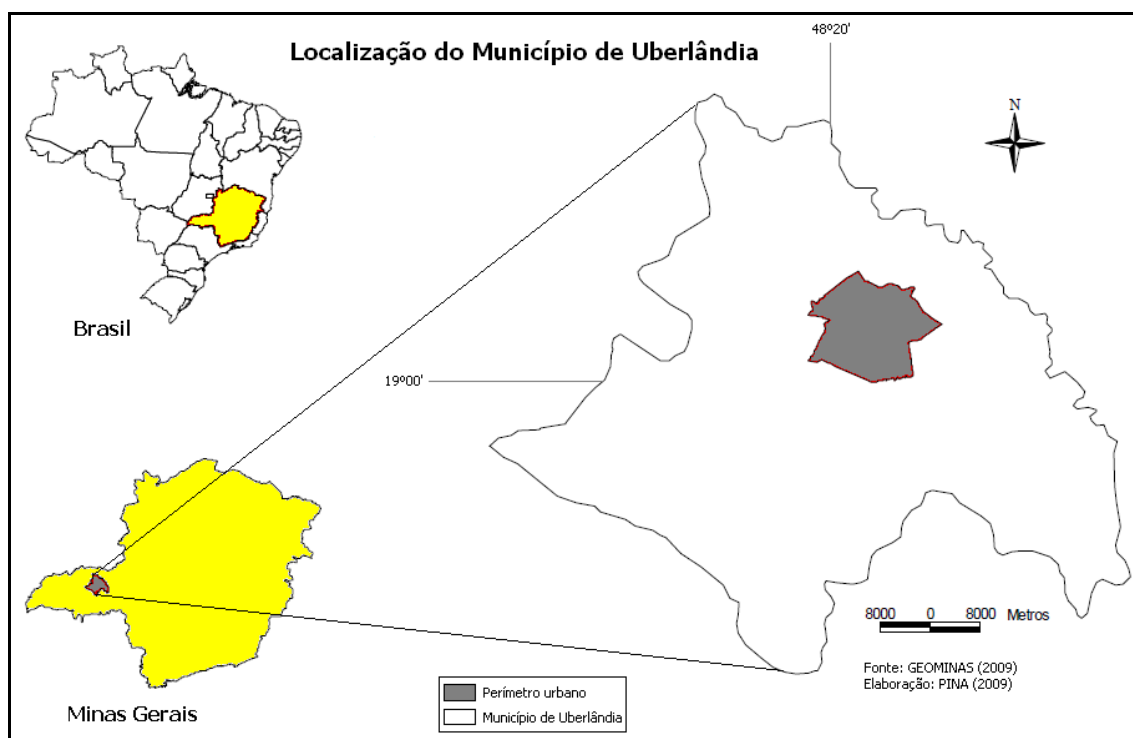 Localização do Município de Uberlândia
48º20'
N
Brasil
19º00'
8000 0 8000 Metros
Fonte: GEOMINAS (2009)
Elaboração: PINA (2009)
Minas Gerais
Perímetro urbano
Município de Uberlândia